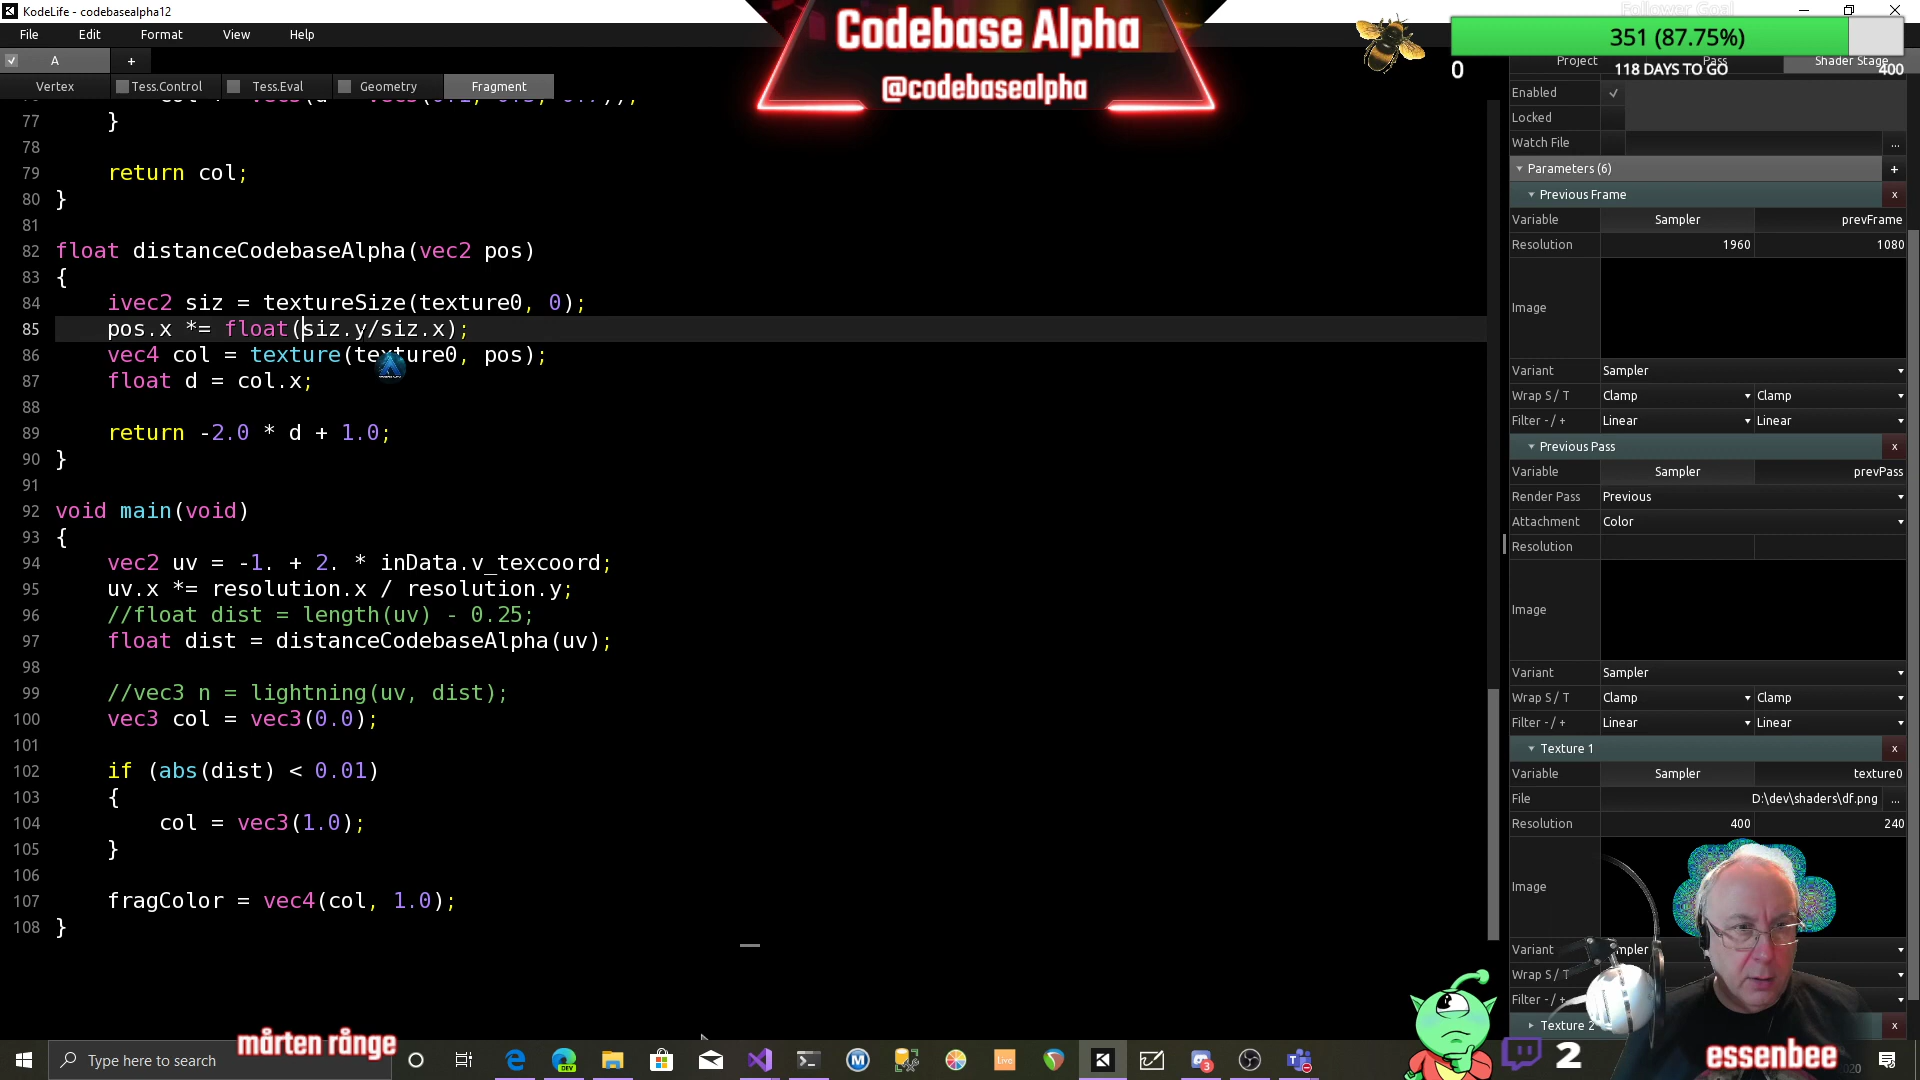 KodeLife - codebasealpha12
File Edit Format View Help
A +
Vertex Tess.Control Tess.Eval Geometry Fragment
Codebase Alpha
@codebasealpha
Follower Goal
351 (87.75%)
0 118 DAYS TO GO 400
Project Pass Shader Stage
77 }
78
79 return col;
80 }
81
82 float distanceCodebaseAlpha(vec2 pos)
83 {
84 ivec2 siz = textureSize(texture0, 0);
85 pos.x *= float(siz.y/siz.x);
86 vec4 col = texture(texture0, pos);
87 float d = col.x;
88
89 return -2.0 * d + 1.0;
90 }
91
92 void main(void)
93 {
94 vec2 uv = -1. + 2. * inData.v_texcoord;
95 uv.x *= resolution.x / resolution.y;
96 //float dist = length(uv) - 0.25;
97 float dist = distanceCodebaseAlpha(uv);
98
99 //vec3 n = lightning(uv, dist);
100 vec3 col = vec3(0.0);
101
102 if (abs(dist) < 0.01)
103 {
104 col = vec3(1.0);
105 }
106
107 fragColor = vec4(col, 1.0);
108 }
Enabled
Locked
Watch File ...
Parameters (6) +
Previous Frame x
Variable Sampler prevFrame
Resolution 1960 1080
Image
Variant Sampler
Wrap S / T Clamp Clamp
Filter - / + Linear Linear
Previous Pass x
Variable Sampler prevPass
Render Pass Previous
Attachment Color
Resolution
Image
Variant Sampler
Wrap S / T Clamp Clamp
Filter - / + Linear Linear
Texture 1 x
Variable Sampler texture0
File D:\dev\shaders\df.png ...
Resolution 400 240
Image
Variant
Wrap S / T
Filter - / +
Texture 2 x
Type here to search
mårten rånge
2
essenbee